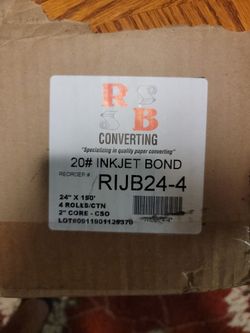 R B
CONVERTING
"Specializing in quality paper converting"
20# INKJET BOND
REORDER # RIJB24-4
24" X 150'
4 ROLLS/CTN
2" CORE - CSO